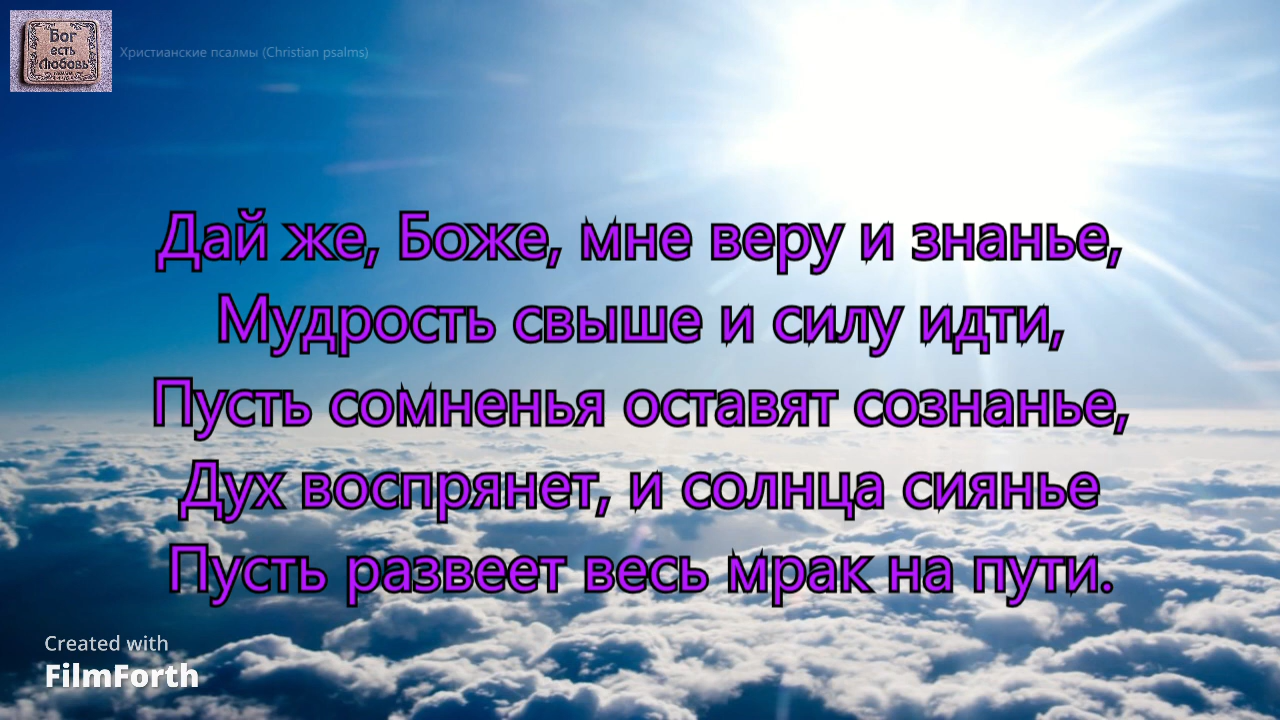 Бог
есть
Любовь
Христианские псалмы (Christian psalms)
Дай же, Боже, мне веру и знанье,
Мудрость свыше и силу идти,
Пусть сомненья оставят сознанье,
Дух воспрянет, и солнца сиянье
Пусть развеет весь мрак на пути.
Created with
FilmForth